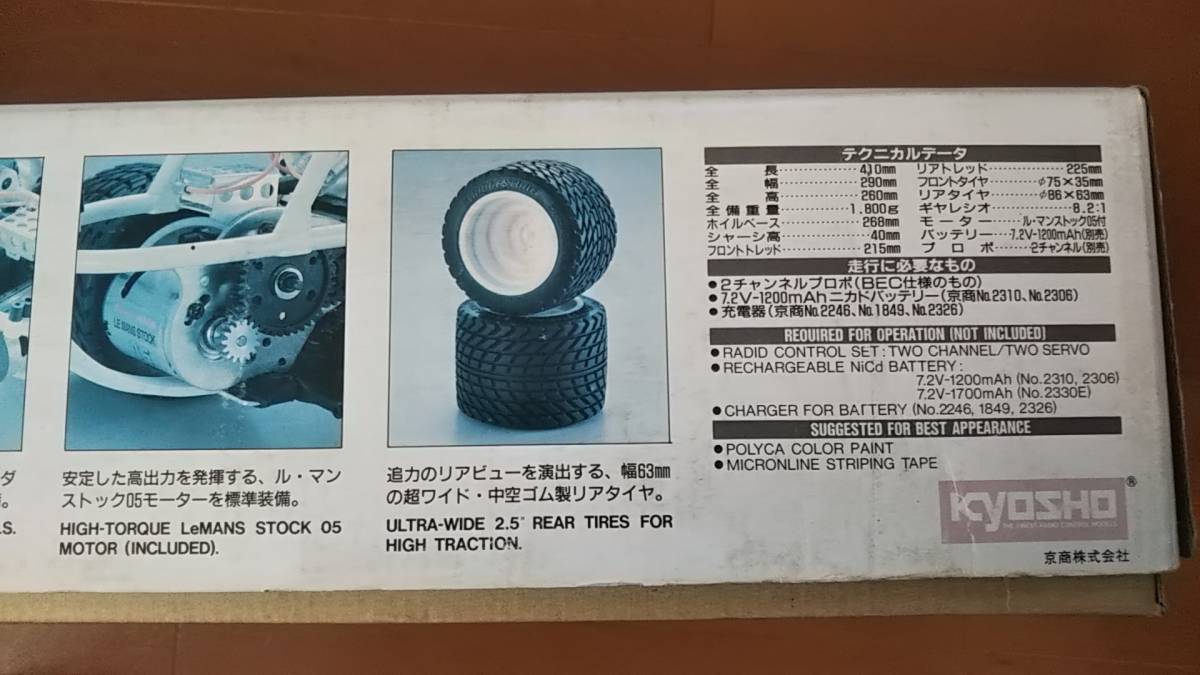 ダ
。
S.
LE MANS STOCK
安定した高出力を発揮する、ル・マン
ストック05モーターを標準装備。
HIGH-TORQUE LeMANS STOCK 05
MOTOR (INCLUDED).
追力のリアビューを演出する、幅63mm
の超ワイド・中空ゴム製リアタイヤ。
ULTRA-WIDE 2.5" REAR TIRES FOR
HIGH TRACTION.
テクニカルデータ
全長 410mm
全幅 290mm
全高 260mm
全備重量 1.800g
ホイルベース 268mm
シャーシ高 40mm
フロントトレッド 215mm
リアトレッド 225mm
フロントタイヤ φ75×35mm
リアタイヤ φ86×63mm
ギヤレシオ 8.2:1
モーター ル・マンストック05付
バッテリー 7.2V-1200mAh(別売)
プロポ 2チャンネル(別売)
走行に必要なもの
●2チャンネルプロポ(BEC仕様のもの)
●7.2V-1200mAhニカドバッテリー(京商No.2310、No.2306)
●充電器(京商No.2246、No.1849、No.2326)
REQUIRED FOR OPERATION (NOT INCLUDED)
●RADID CONTROL SET: TWO CHANNEL/TWO SERVO
●RECHARGEABLE NiCd BATTERY:
7.2V-1200mAh (No.2310, 2306)
7.2V-1700mAh (No.2330E)
●CHARGER FOR BATTERY (No.2246, 1849, 2326)
SUGGESTED FOR BEST APPEARANCE
●POLYCA COLOR PAINT
●MICRONLINE STRIPING TAPE
KYOSHO®
THE FINEST RADIO CONTROL MODELS
京商株式会社